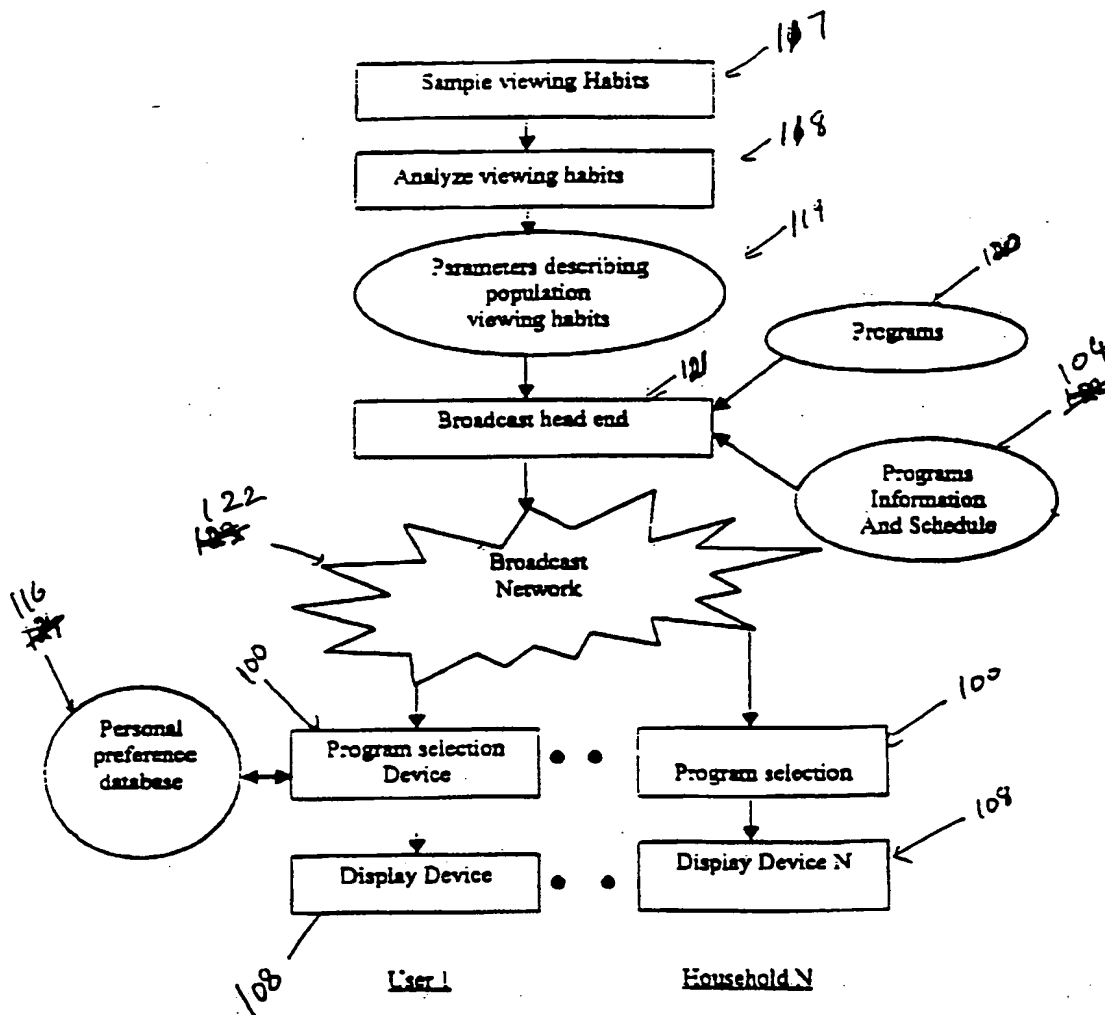 117
Sample viewing Habits
118
Analyze viewing habits
119
Parameters describing
population
viewing habits
120
Programs
121
Broadcast head end
104
Programs
Information
And Schedule
122
Broadcast
Network
116
Personal
preference
database
100
Program selection
Device
100
Program selection
108
Display Device
Display Device N
108
User 1
Household N